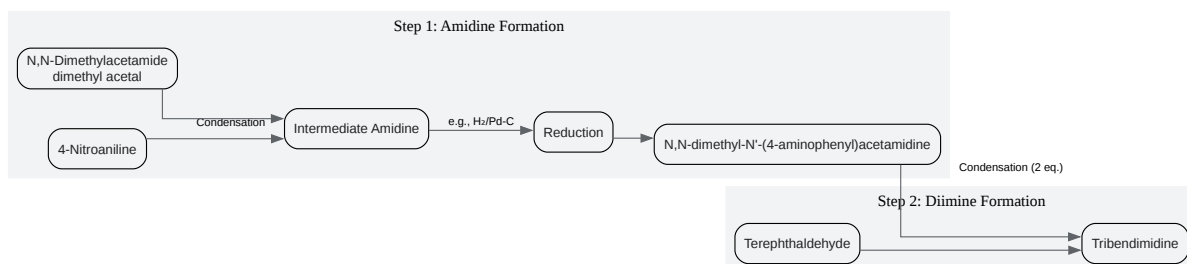 Step 1: Amidine Formation
N,N-Dimethylacetamide
dimethyl acetal
Condensation
4-Nitroaniline
Intermediate Amidine
e.g., H₂/Pd-C
Reduction
N,N-dimethyl-N'-(4-aminophenyl)acetamidine
Condensation (2 eq.)
Step 2: Diimine Formation
Terephthaldehyde
Tribendimidine